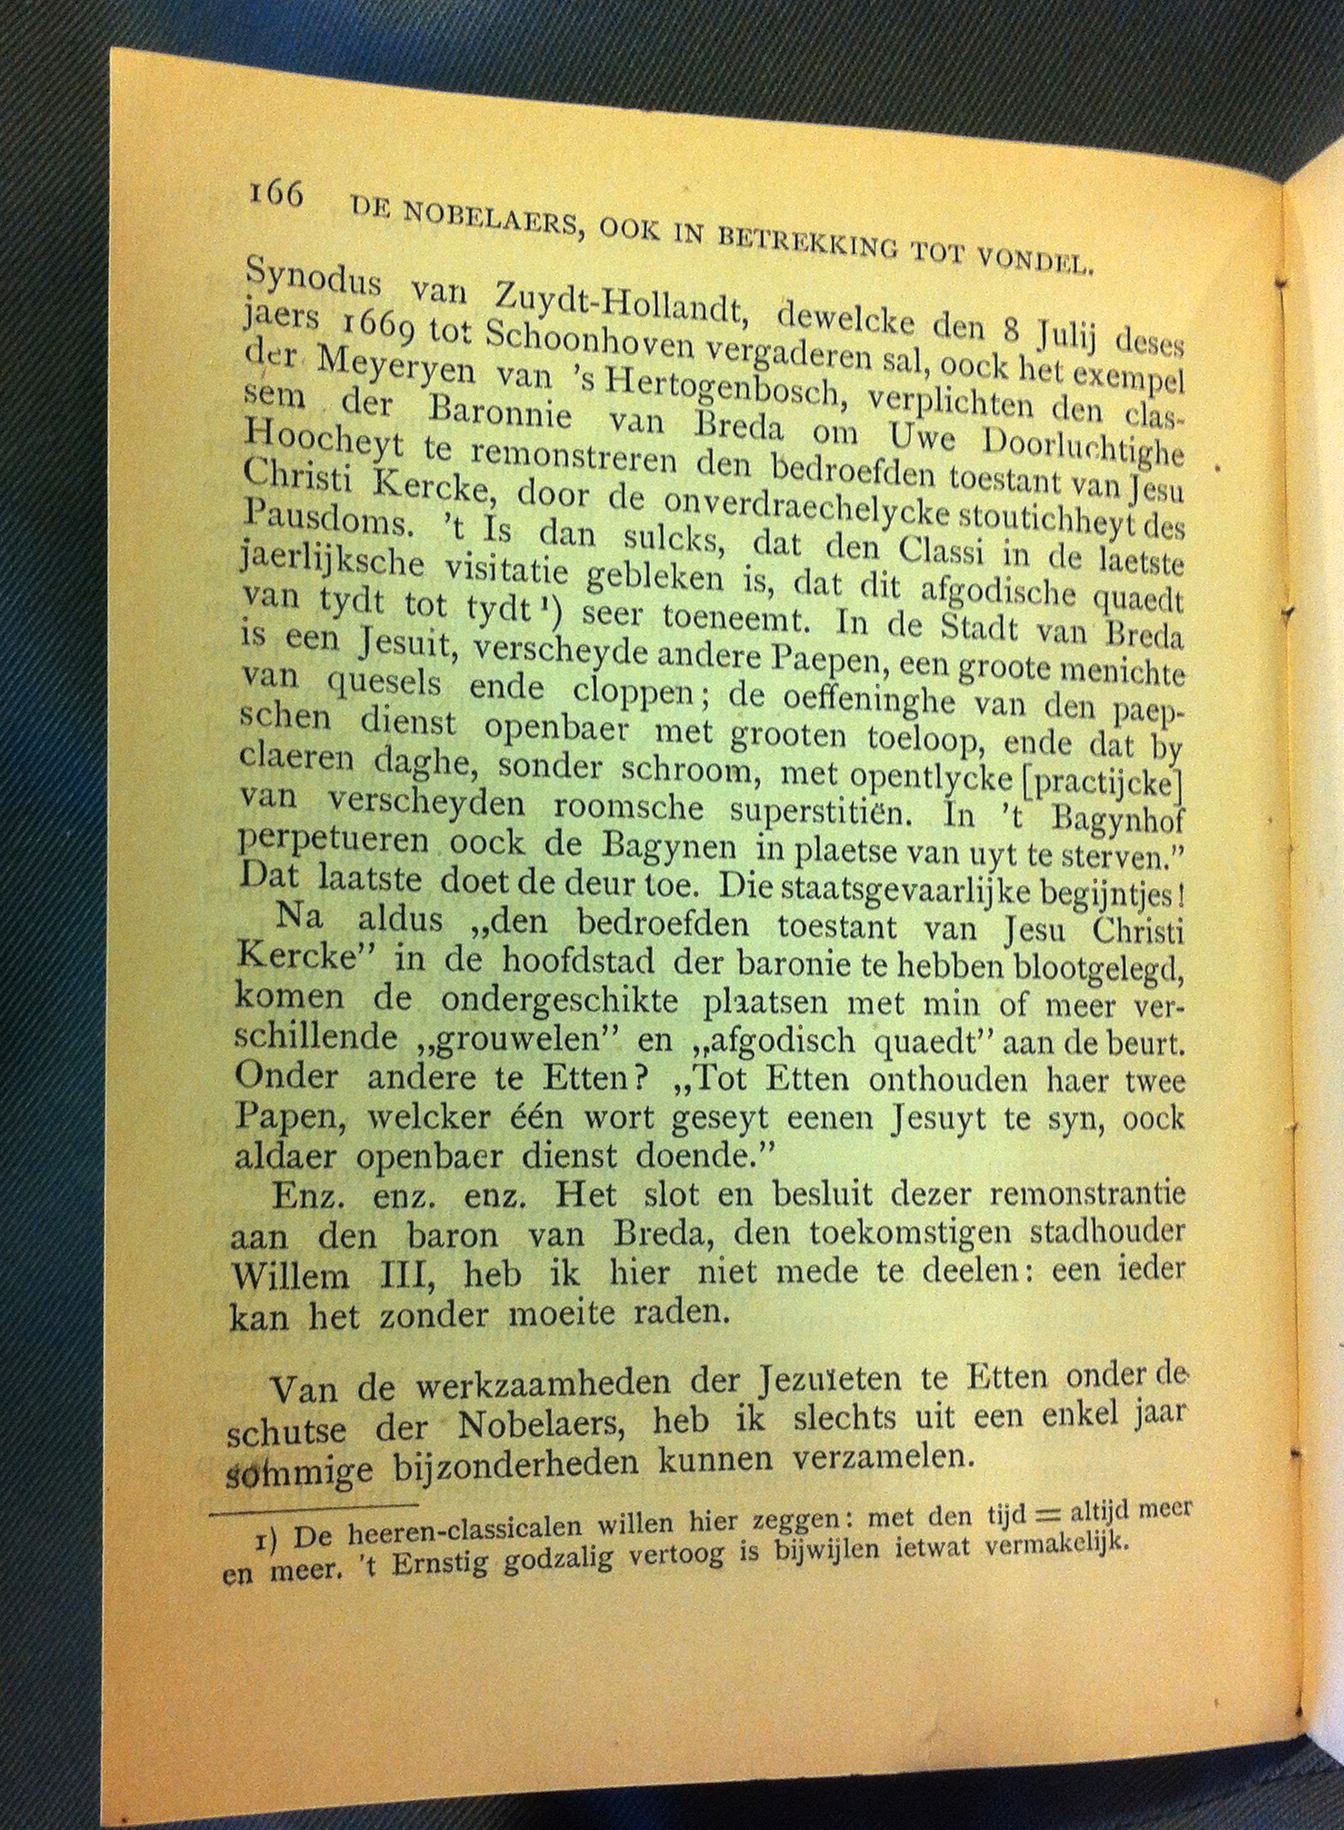 166 DE NOBELAERS, OOK IN BETREKKING TOT VONDEL.
Synodus van Zuydt-Hollandt, dewelcke den 8 Julij deses
jaers 1669 tot Schoonhoven vergaderen sal, oock het exempel
der Meyeryen van 's Hertogenbosch, verplichten den clas-
sem der Baronnie van Breda om Uwe Doorluchtighe
Hoocheyt te remonstreren den bedroefden toestant van Jesu
Christi Kercke, door de onverdraechelycke stoutichheyt des
Pausdoms. 't Is dan sulcks, dat den Classi in de laetste
jaerlijksche visitatie gebleken is, dat dit afgodische quaedt
van tydt tot tydt ¹) seer toeneemt. In de Stadt van Breda
is een Jesuit, verscheyde andere Paepen, een groote menichte
van quesels ende cloppen; de oeffeninghe van den paep-
schen dienst openbaer met grooten toeloop, ende dat by
claeren daghe, sonder schroom, met opentlycke [practijcke]
van verscheyden roomsche superstitiën. In 't Bagynhof
perpetueren oock de Bagynen in plaetse van uyt te sterven.”
Dat laatste doet de deur toe. Die staatsgevaarlijke begijntjes!
Na aldus „den bedroefden toestant van Jesu Christi
Kercke” in de hoofdstad der baronie te hebben blootgelegd,
komen de ondergeschikte plaatsen met min of meer ver-
schillende „grouwelen” en „afgodisch quaedt” aan de beurt.
Onder andere te Etten? „Tot Etten onthouden haer twee
Papen, welcker één wort geseyt eenen Jesuyt te syn, oock
aldaer openbaer dienst doende.”
Enz. enz. enz. Het slot en besluit dezer remonstrantie
aan den baron van Breda, den toekomstigen stadhouder
Willem III, heb ik hier niet mede te deelen: een ieder
kan het zonder moeite raden.
Van de werkzaamheden der Jezuïeten te Etten onder de
schutse der Nobelaers, heb ik slechts uit een enkel jaar
sommige bijzonderheden kunnen verzamelen.
1) De heeren-classicalen willen hier zeggen: met den tijd = altijd meer
en meer. 't Ernstig godzalig vertoog is bijwijlen ietwat vermakelijk.